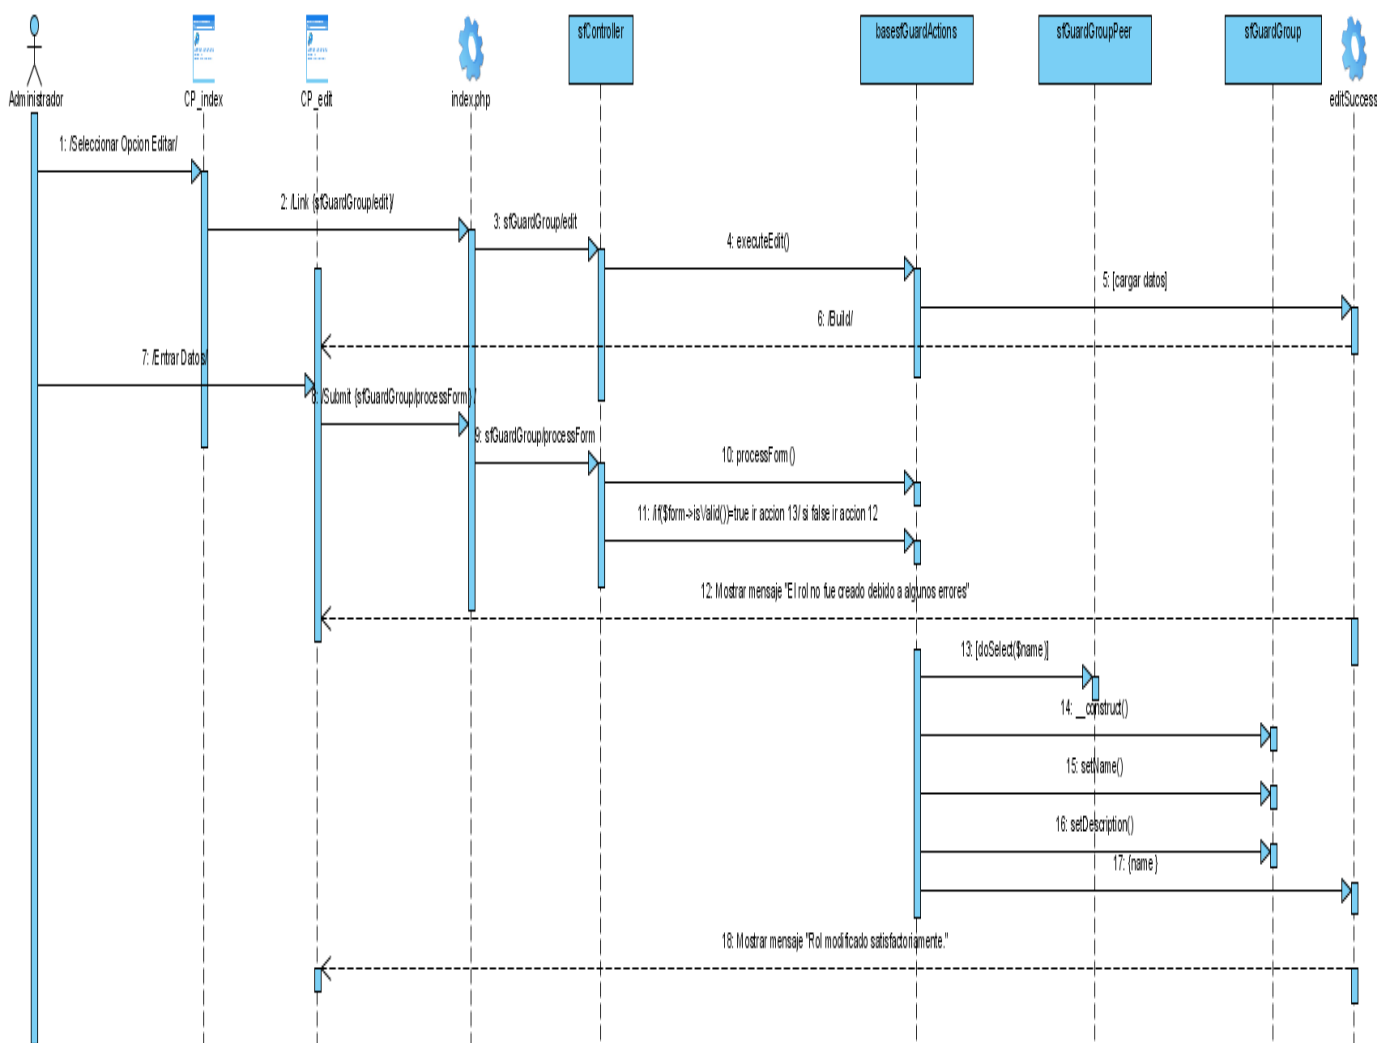 Administrador
CP_index
CP_edit
index.php
sfController
basesfGuardActions
sfGuardGroupPeer
sfGuardGroup
editSuccess
1: /Seleccionar Opcion Editar/
2: /Link (sfGuardGroup/edit)/
3: sfGuardGroup/edit
4: executeEdit()
5: [cargar datos]
6: /Build/
7: /Entrar Datos/
8: /Submit (sfGuardGroup/processForm) /
9: sfGuardGroup/processForm
10: processForm()
11: /if($form->isValid())=true ir accion 13/ si false ir accion 12
12: Mostrar mensaje "El rol no fue creado debido a algunos errores"
13: [doSelect($name)]
14: __construct()
15: setName()
16: setDescription()
17: {name }
18: Mostrar mensaje "Rol modificado satisfactoriamente."